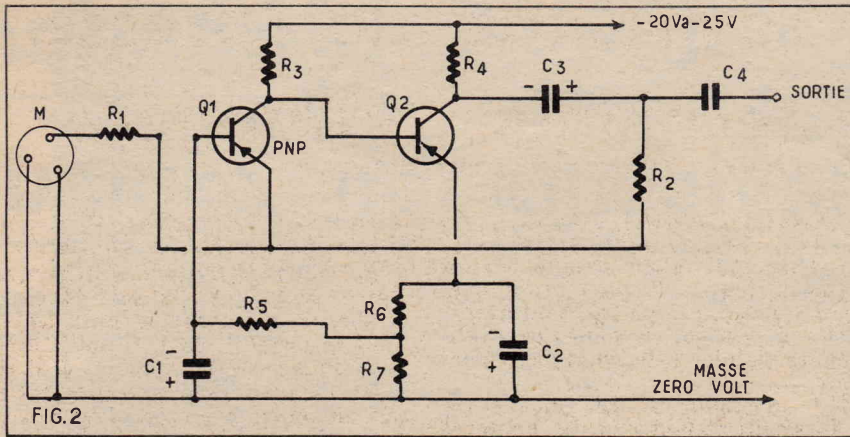 -20Va-25V
R3
R4
C3
C4
- +
SORTIE
Q1
Q2
M
R1
PNP
R2
R5
R6
C1
-
+
R7
-
+
C2
MASSE
ZERO VOLT
FIG.2